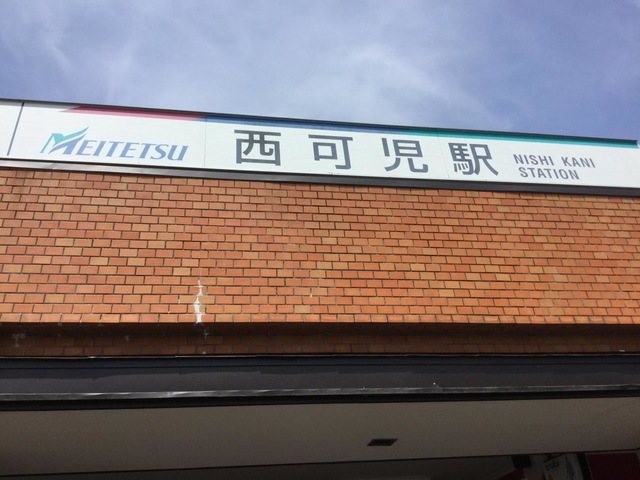 MEITETSU
西可児駅
NISHI KANI
STATION